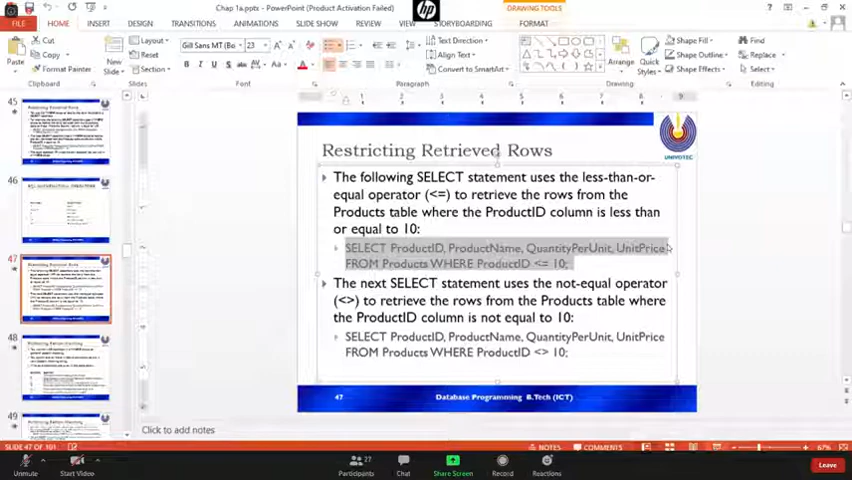 Chap 1a.pptx - PowerPoint (Product Activation Failed)
DRAWING TOOLS
FILE HOME INSERT DESIGN TRANSITIONS ANIMATIONS SLIDE SHOW REVIEW VIEW STORYBOARDING FORMAT
Cut
Copy
Format Painter
Paste
Clipboard
New
Slide
Layout
Reset
Section
Slides
Gill Sans MT (Bo
23
Font
Text Direction
Align Text
Convert to SmartArt
Paragraph
Arrange
Quick
Styles
Shape Fill
Shape Outline
Shape Effects
Drawing
Find
Replace
Select
Editing
45
46
47
48
49
Restricting Retrieved Rows
UNIVOTEC
The following SELECT statement uses the less-than-or-
equal operator (<=) to retrieve the rows from the
Products table where the ProductID column is less than
or equal to 10:
SELECT ProductID, ProductName, QuantityPerUnit, UnitPrice
FROM Products WHERE ProductID <= 10;
The next SELECT statement uses the not-equal operator
(<>) to retrieve the rows from the Products table where
the ProductID column is not equal to 10:
SELECT ProductID, ProductName, QuantityPerUnit, UnitPrice
FROM Products WHERE ProductID <> 10;
47 Database Programming B.Tech (ICT)
Click to add notes
SLIDE 47 OF 101
NOTES
COMMENTS
67%
Unmute
Start Video
Participants
27
Chat
Share Screen
Record
Reactions
Leave